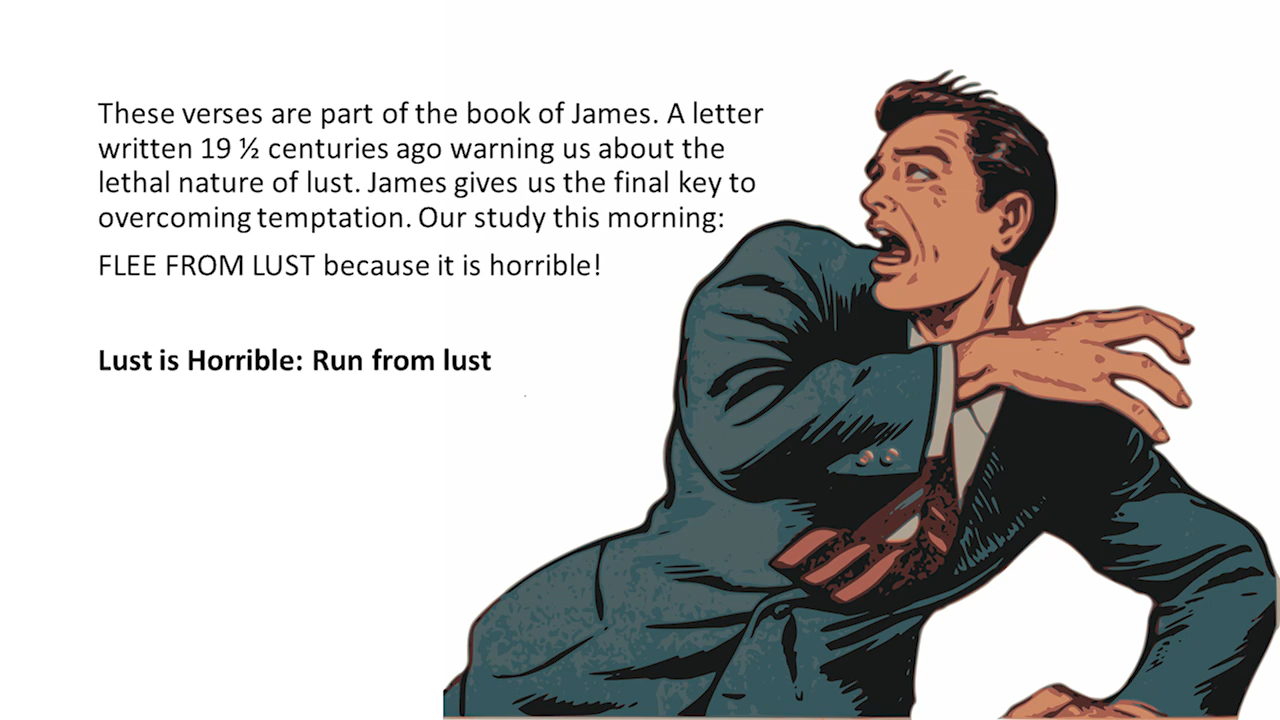 These verses are part of the book of James. A letter
written 19 ½ centuries ago warning us about the
lethal nature of lust. James gives us the final key to
overcoming temptation. Our study this morning:
FLEE FROM LUST because it is horrible!
Lust is Horrible: Run from lust